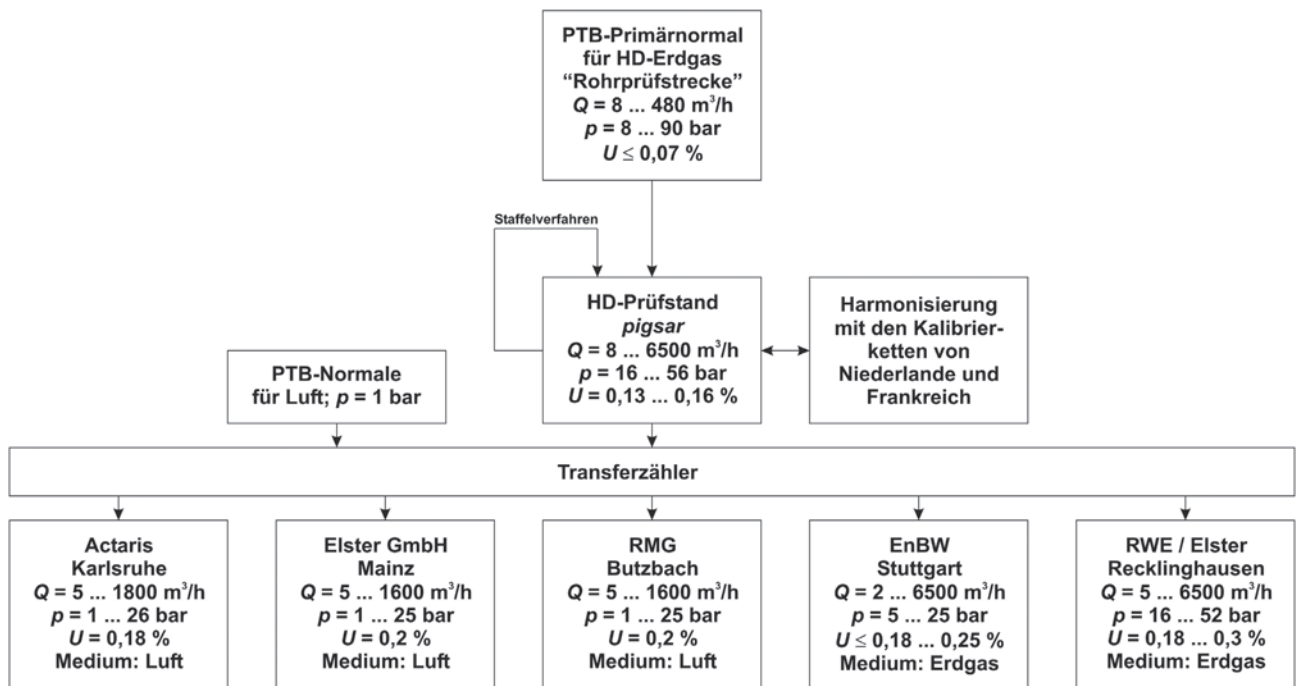 PTB-Primärnormal
für HD-Erdgas
“Rohrprüfstrecke”
Q = 8 ... 480 m³/h
p = 8 ... 90 bar
U ≤ 0,07 %
Staffelverfahren
HD-Prüfstand
pigsar
Q = 8 ... 6500 m³/h
p = 16 ... 56 bar
U = 0,13 ... 0,16 %
Harmonisierung
mit den Kalibrier-
ketten von
Niederlande und
Frankreich
PTB-Normale
für Luft; p = 1 bar
Transferzähler
Actaris
Karlsruhe
Q = 5 ... 1800 m³/h
p = 1 ... 26 bar
U = 0,18 %
Medium: Luft
Elster GmbH
Mainz
Q = 5 ... 1600 m³/h
p = 1 ... 25 bar
U = 0,2 %
Medium: Luft
RMG
Butzbach
Q = 5 ... 1600 m³/h
p = 1 ... 25 bar
U = 0,2 %
Medium: Luft
EnBW
Stuttgart
Q = 2 ... 6500 m³/h
p = 5 ... 25 bar
U ≤ 0,18 ... 0,25 %
Medium: Erdgas
RWE / Elster
Recklinghausen
Q = 5 ... 6500 m³/h
p = 16 ... 52 bar
U = 0,18 ... 0,3 %
Medium: Erdgas